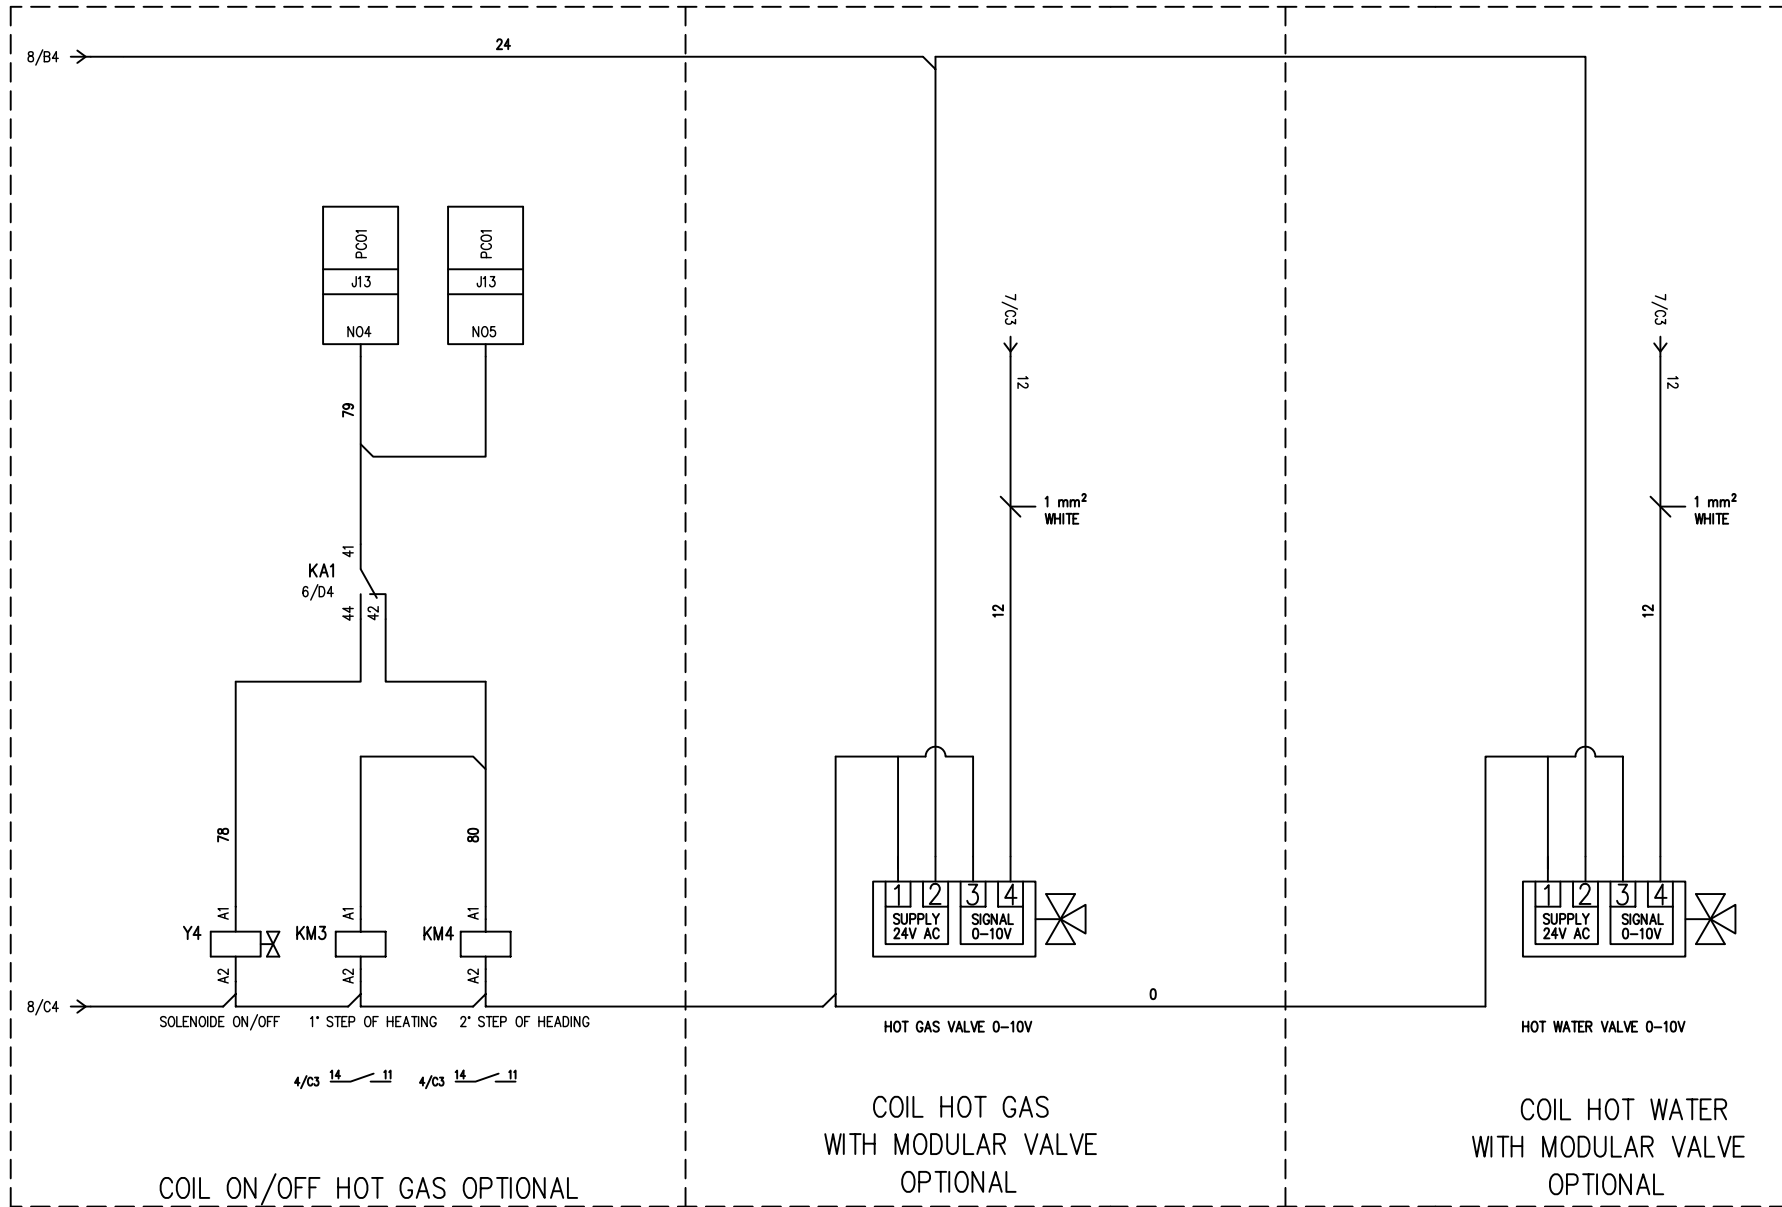 8/B4
24
PCO1
J13
NO4
PCO1
J13
NO5
79
41
KA1
6/D4
44
42
78
80
Y4
A1
A2
KM3
A1
A2
KM4
A1
A2
8/C4
SOLENOIDE ON/OFF
1° STEP OF HEATING
2° STEP OF HEADING
4/C3 14 11
4/C3 14 11
COIL ON/OFF HOT GAS OPTIONAL
7/C3
12
1 mm²
WHITE
12
1 2 3 4
SUPPLY
24V AC
SIGNAL
0-10V
0
HOT GAS VALVE 0-10V
COIL HOT GAS
WITH MODULAR VALVE
OPTIONAL
7/C3
12
1 mm²
WHITE
12
1 2 3 4
SUPPLY
24V AC
SIGNAL
0-10V
HOT WATER VALVE 0-10V
COIL HOT WATER
WITH MODULAR VALVE
OPTIONAL